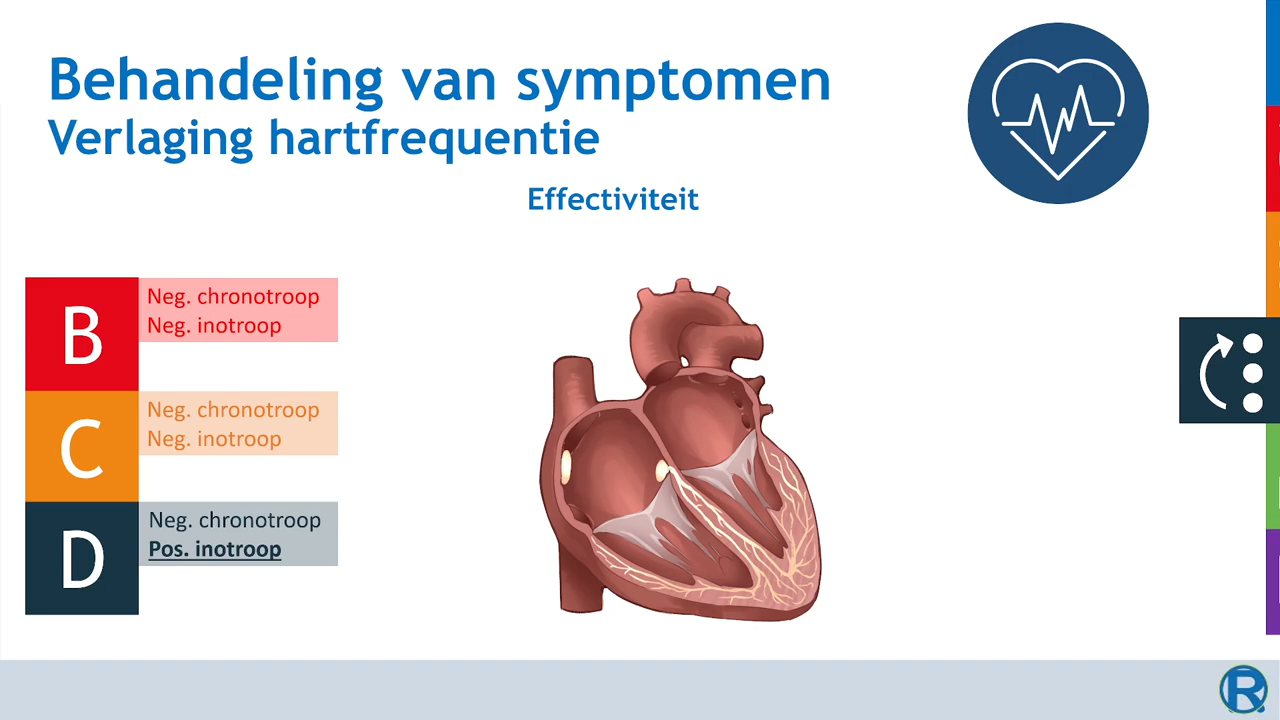 Behandeling van symptomen
Verlaging hartfrequentie
Effectiviteit
B
Neg. chronotroop
Neg. inotroop
C
Neg. chronotroop
Neg. inotroop
D
Neg. chronotroop
Pos. inotroop
R